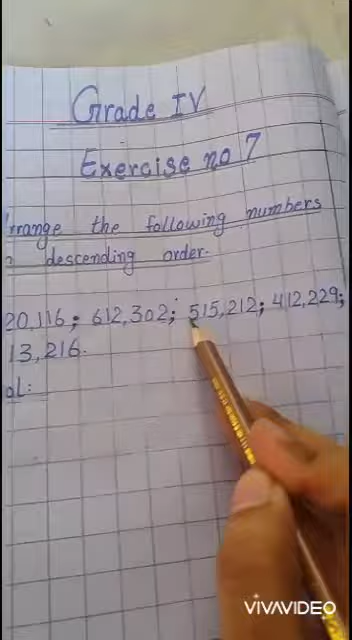 Grade IV
Exercise no 7
rrange the following numbers
descending order.
20,116; 612,302; 515,212; 412,229;
13,216.
ol:
VIVAVIDEO